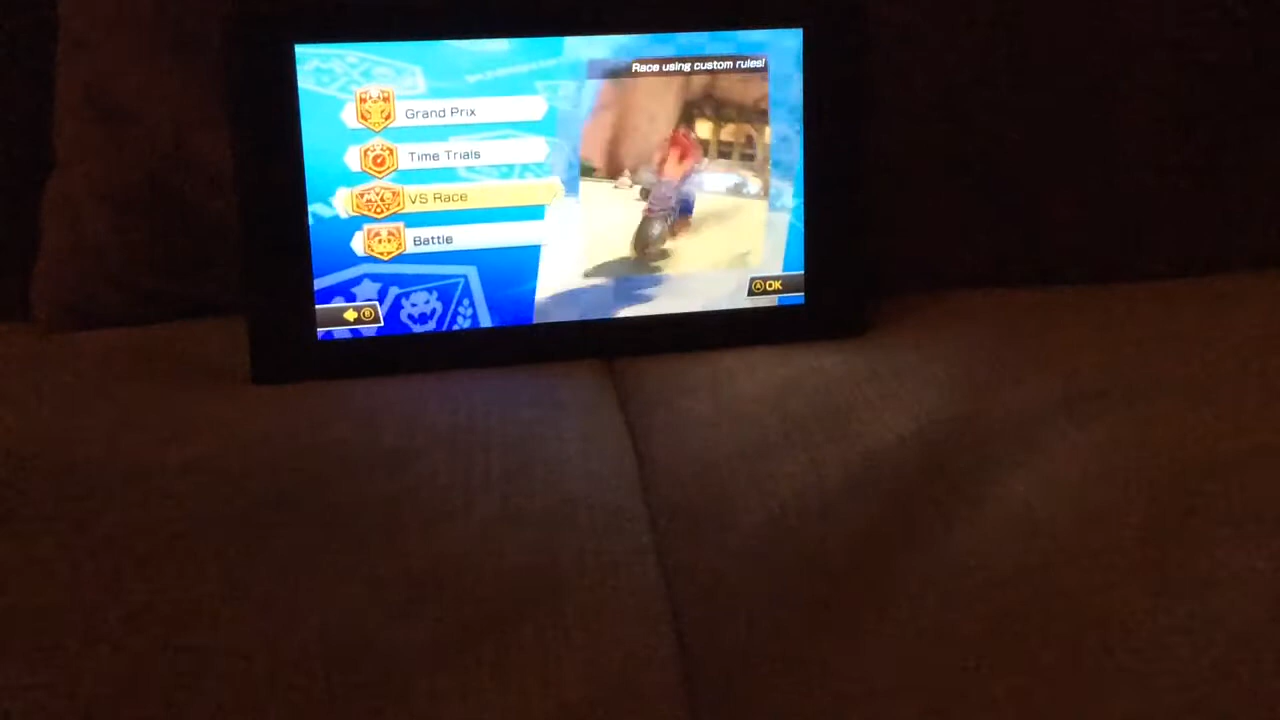 Race using custom rules!
Grand Prix
Time Trials
VS Race
Battle
A OK
B